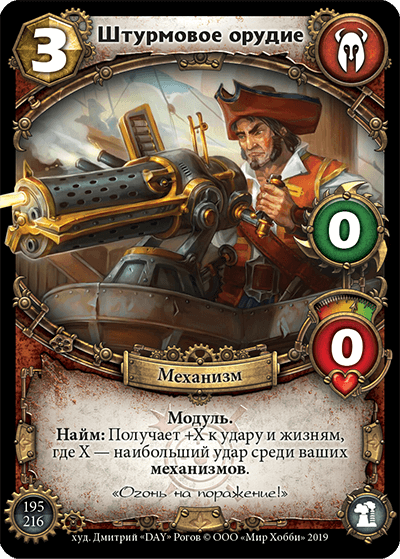 3
Штурмовое орудие
0
0
Механизм
Модуль.
Найм: Получает +X к удару и жизням,
где X — наибольший удар среди ваших
механизмов.
«Огонь на поражение!»
195
216
худ. Дмитрий «DAY» Рогов © ООО «Мир Хобби» 2019